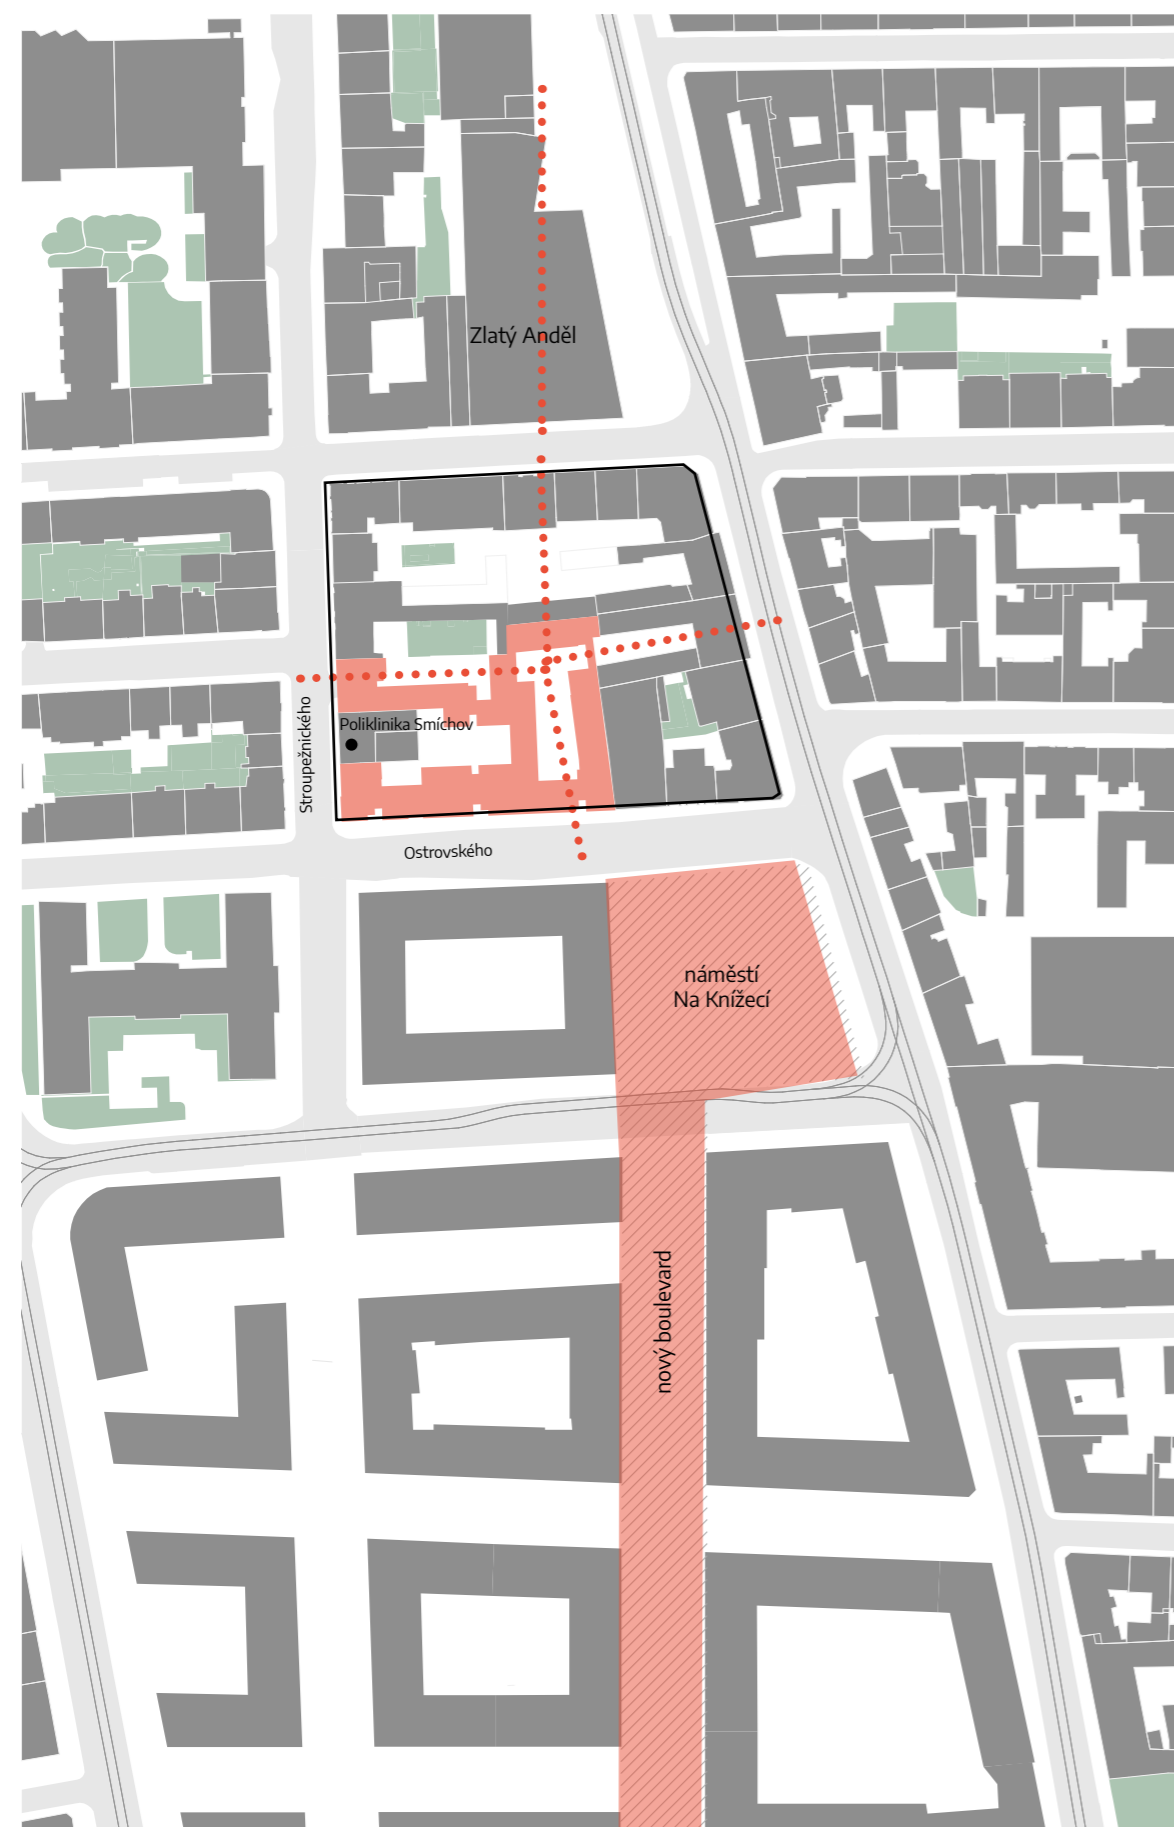 Zlatý Anděl
Poliklinika Smíchov
Stroupežnického
Ostrovského
náměstí
Na Knížecí
nový boulevard